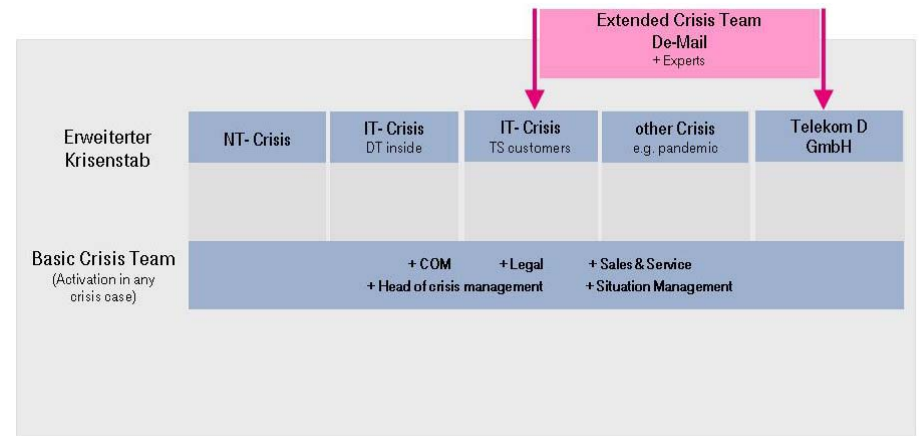 Extended Crisis Team
De-Mail
+ Experts
Erweiterter
Krisenstab
NT- Crisis
IT- Crisis
DT inside
IT- Crisis
TS customers
other Crisis
e.g. pandemic
Telekom D
GmbH
Basic Crisis Team
(Activation in any
crisis case)
+ COM + Legal + Sales & Service
+ Head of crisis management + Situation Management